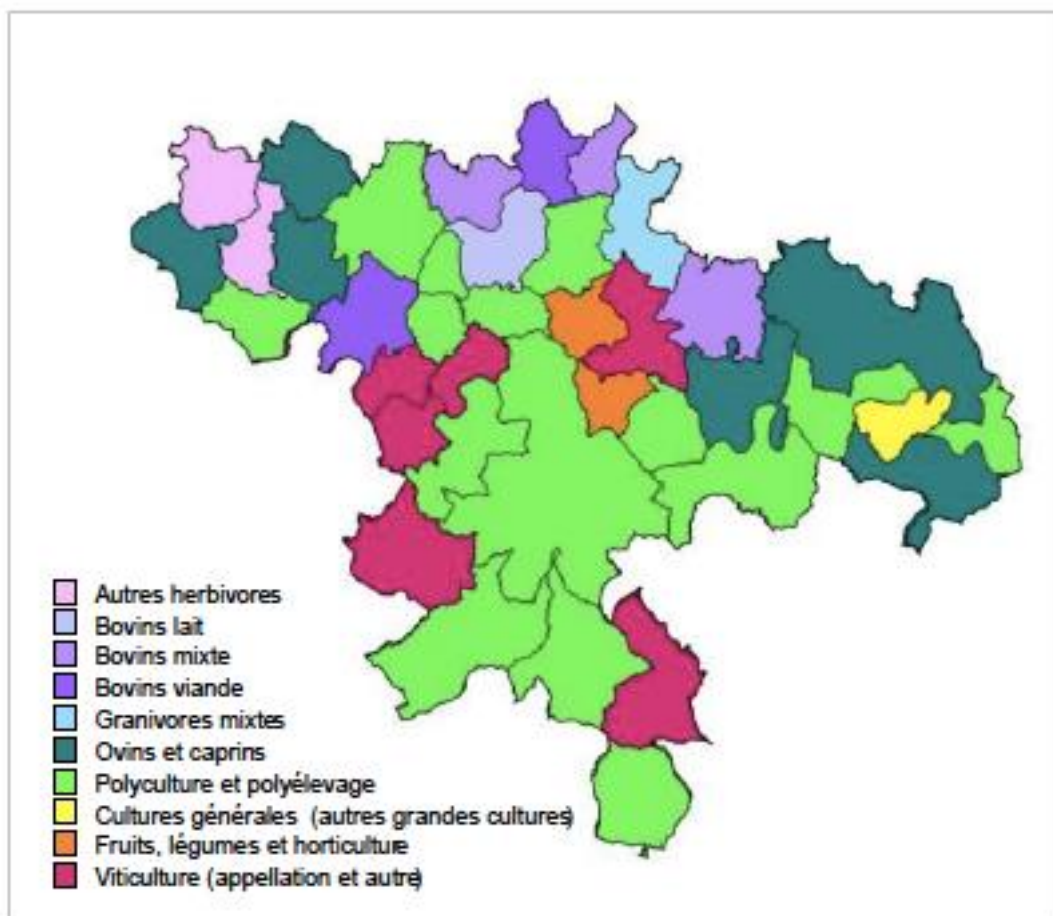 Autres herbivores
Bovins lait
Bovins mixte
Bovins viande
Granivores mixtes
Ovins et caprins
Polyculture et polyélevage
Cultures générales (autres grandes cultures)
Fruits, légumes et horticulture
Viticulture (appellation et autre)